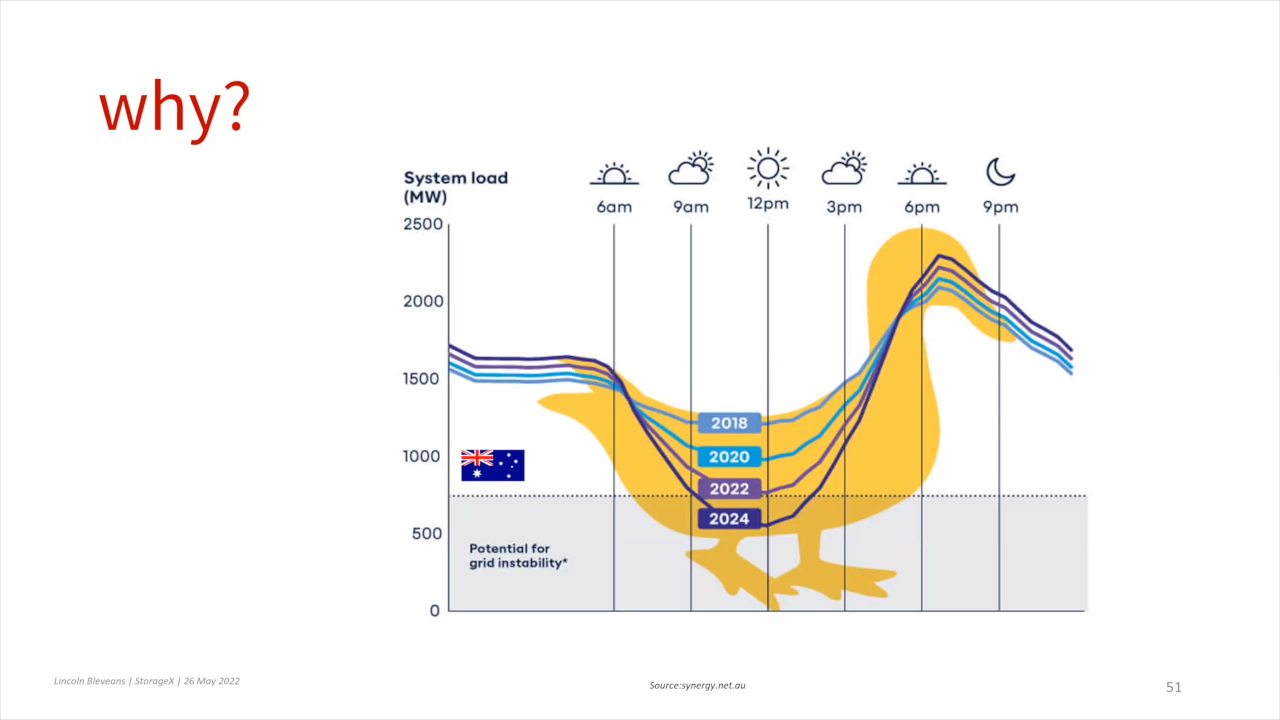 why?
System load
(MW)
6am 9am 12pm 3pm 6pm 9pm
2500
2000
1500
1000
500
0
2018
2020
2022
2024
Potential for
grid instability*
Lincoln Bleveans | StorageX | 26 May 2022
Source:synergy.net.au
51